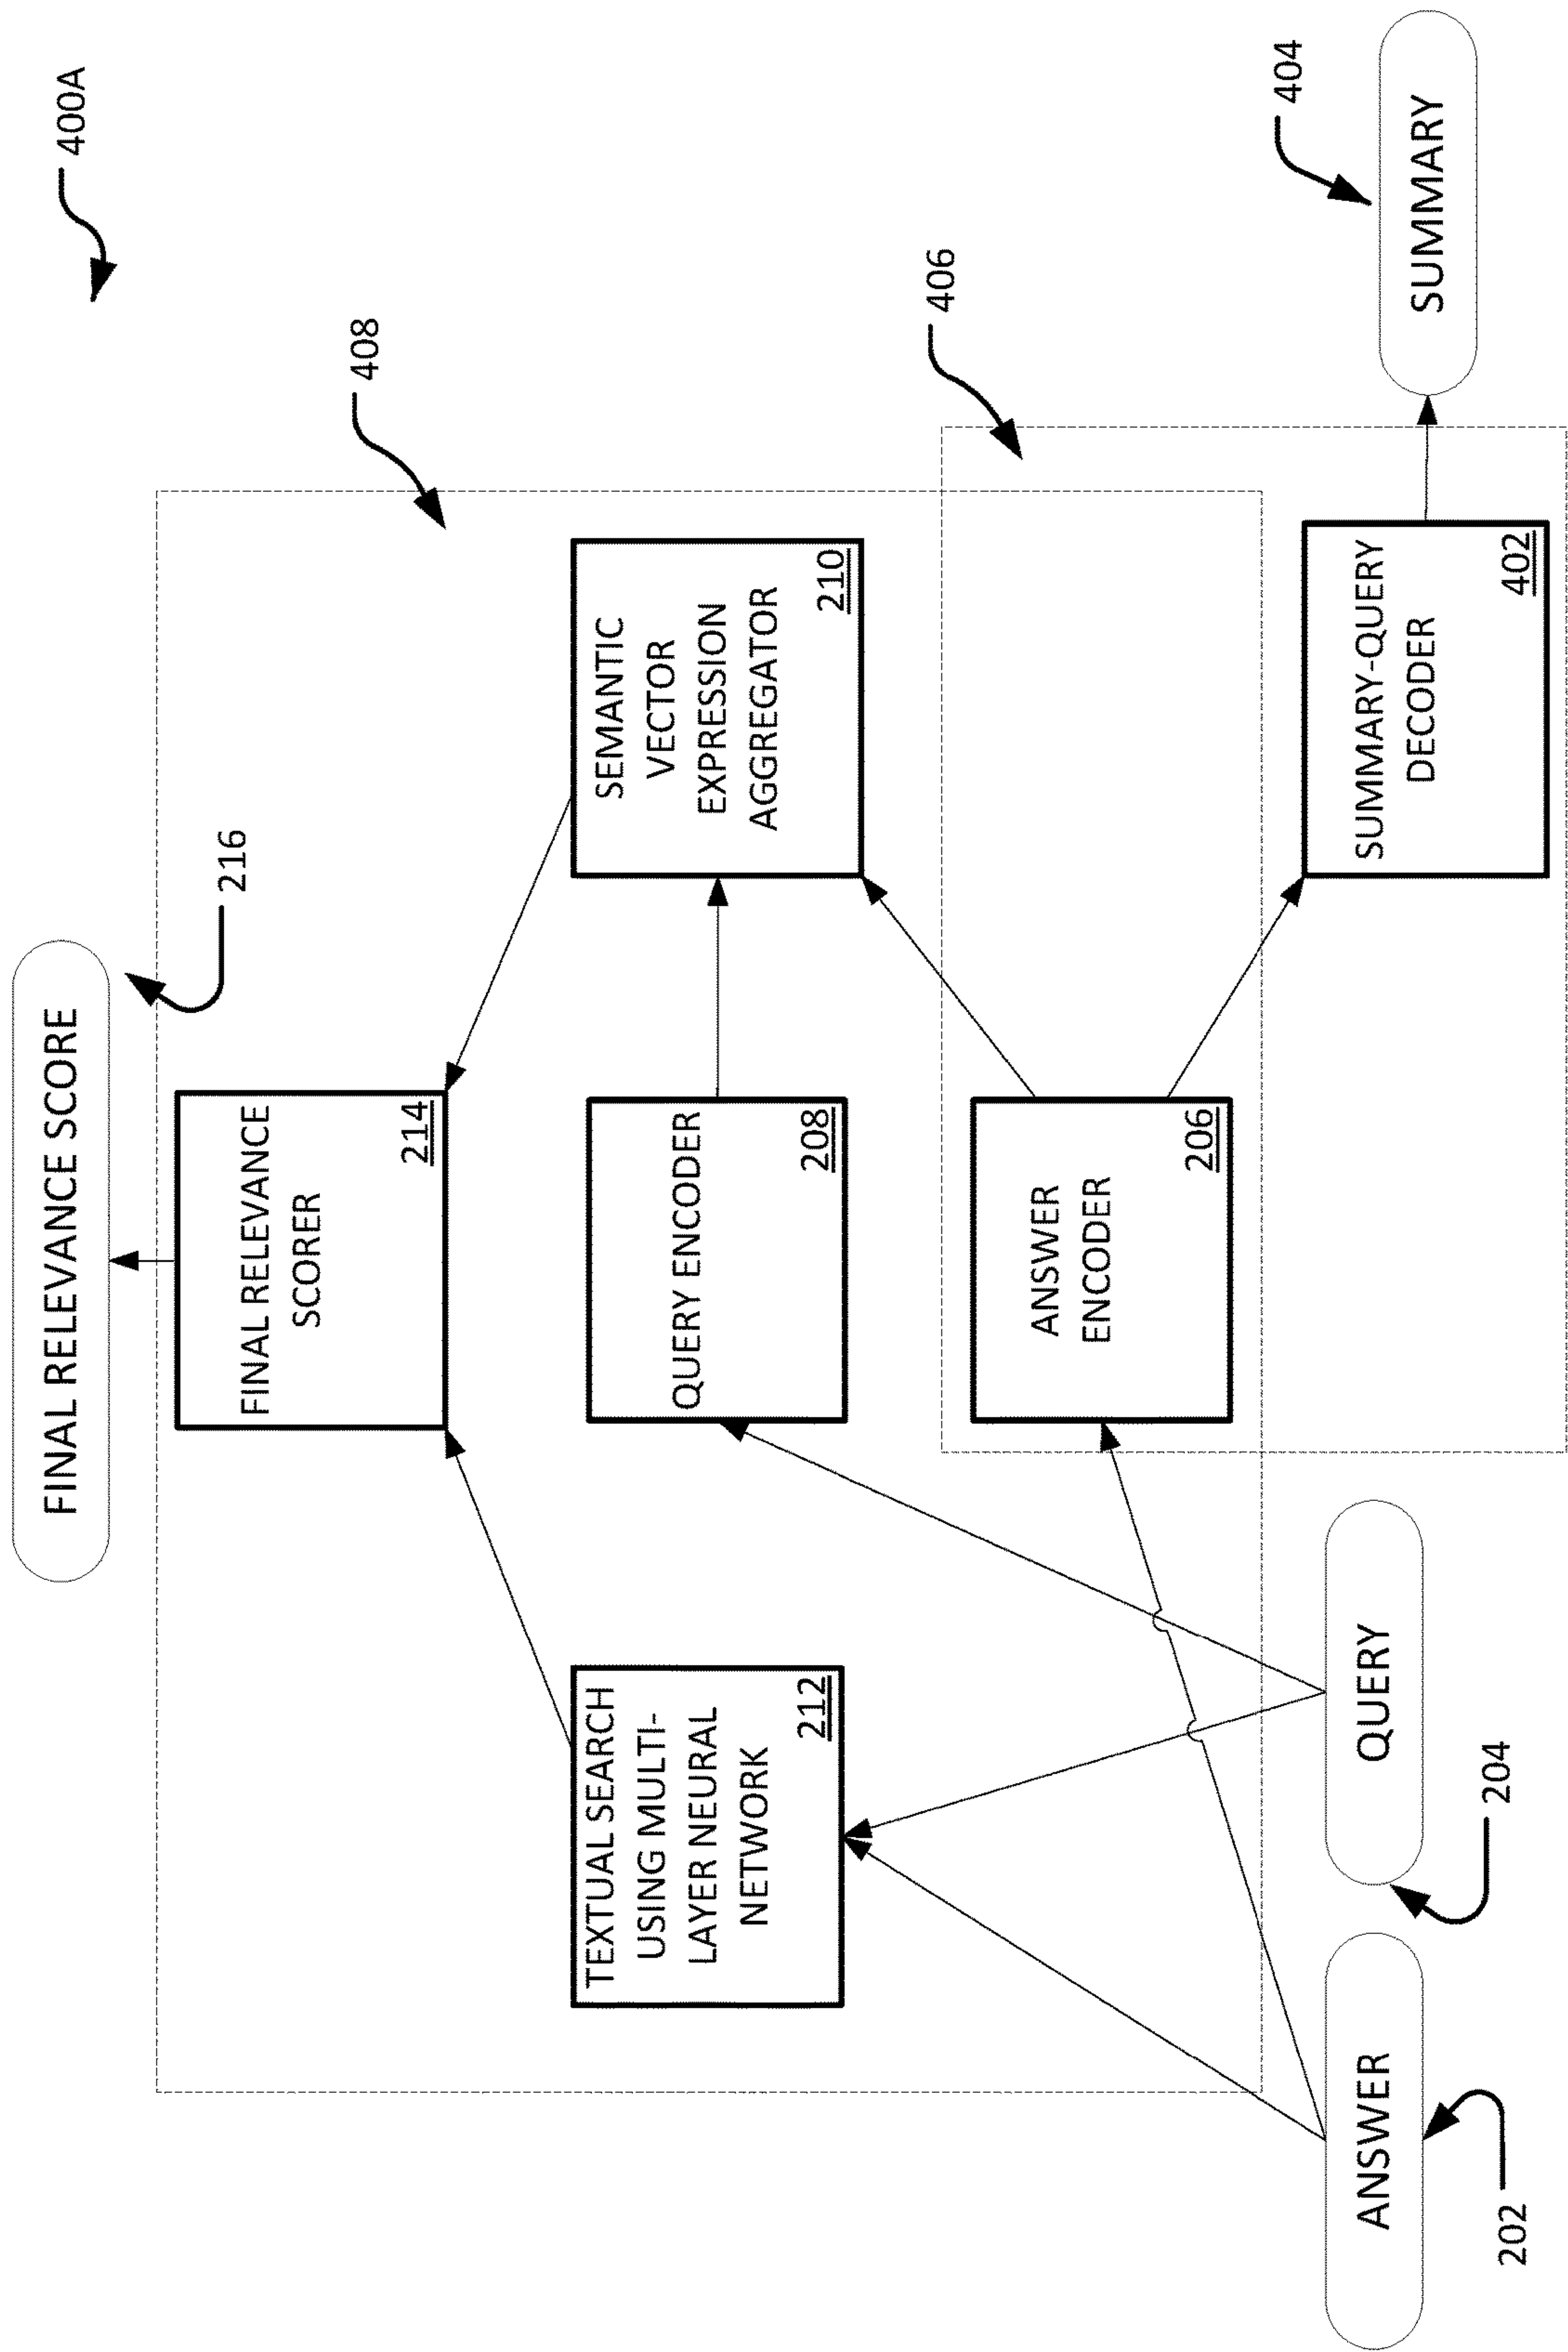 400A
FINAL RELEVANCE SCORE
216
408
FINAL RELEVANCE
SCORER
214
TEXTUAL SEARCH
USING MULTI-
LAYER NEURAL
NETWORK
212
QUERY ENCODER
208
SEMANTIC
VECTOR
EXPRESSION
AGGREGATOR
210
406
ANSWER
ENCODER
206
SUMMARY-QUERY
DECODER
402
404
SUMMARY
ANSWER
202
QUERY
204